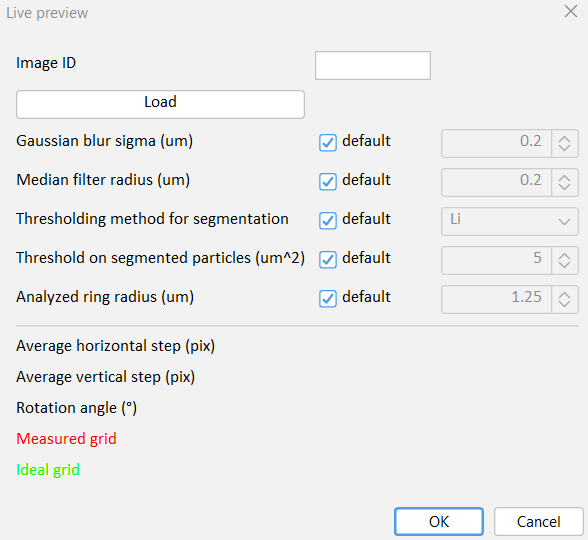 Live preview
Image ID
Load
Gaussian blur sigma (um) default 0.2
Median filter radius (um) default 0.2
Thresholding method for segmentation default Li
Threshold on segmented particles (um^2) default 5
Analyzed ring radius (um) default 1.25
Average horizontal step (pix)
Average vertical step (pix)
Rotation angle (°)
Measured grid
Ideal grid
OK Cancel